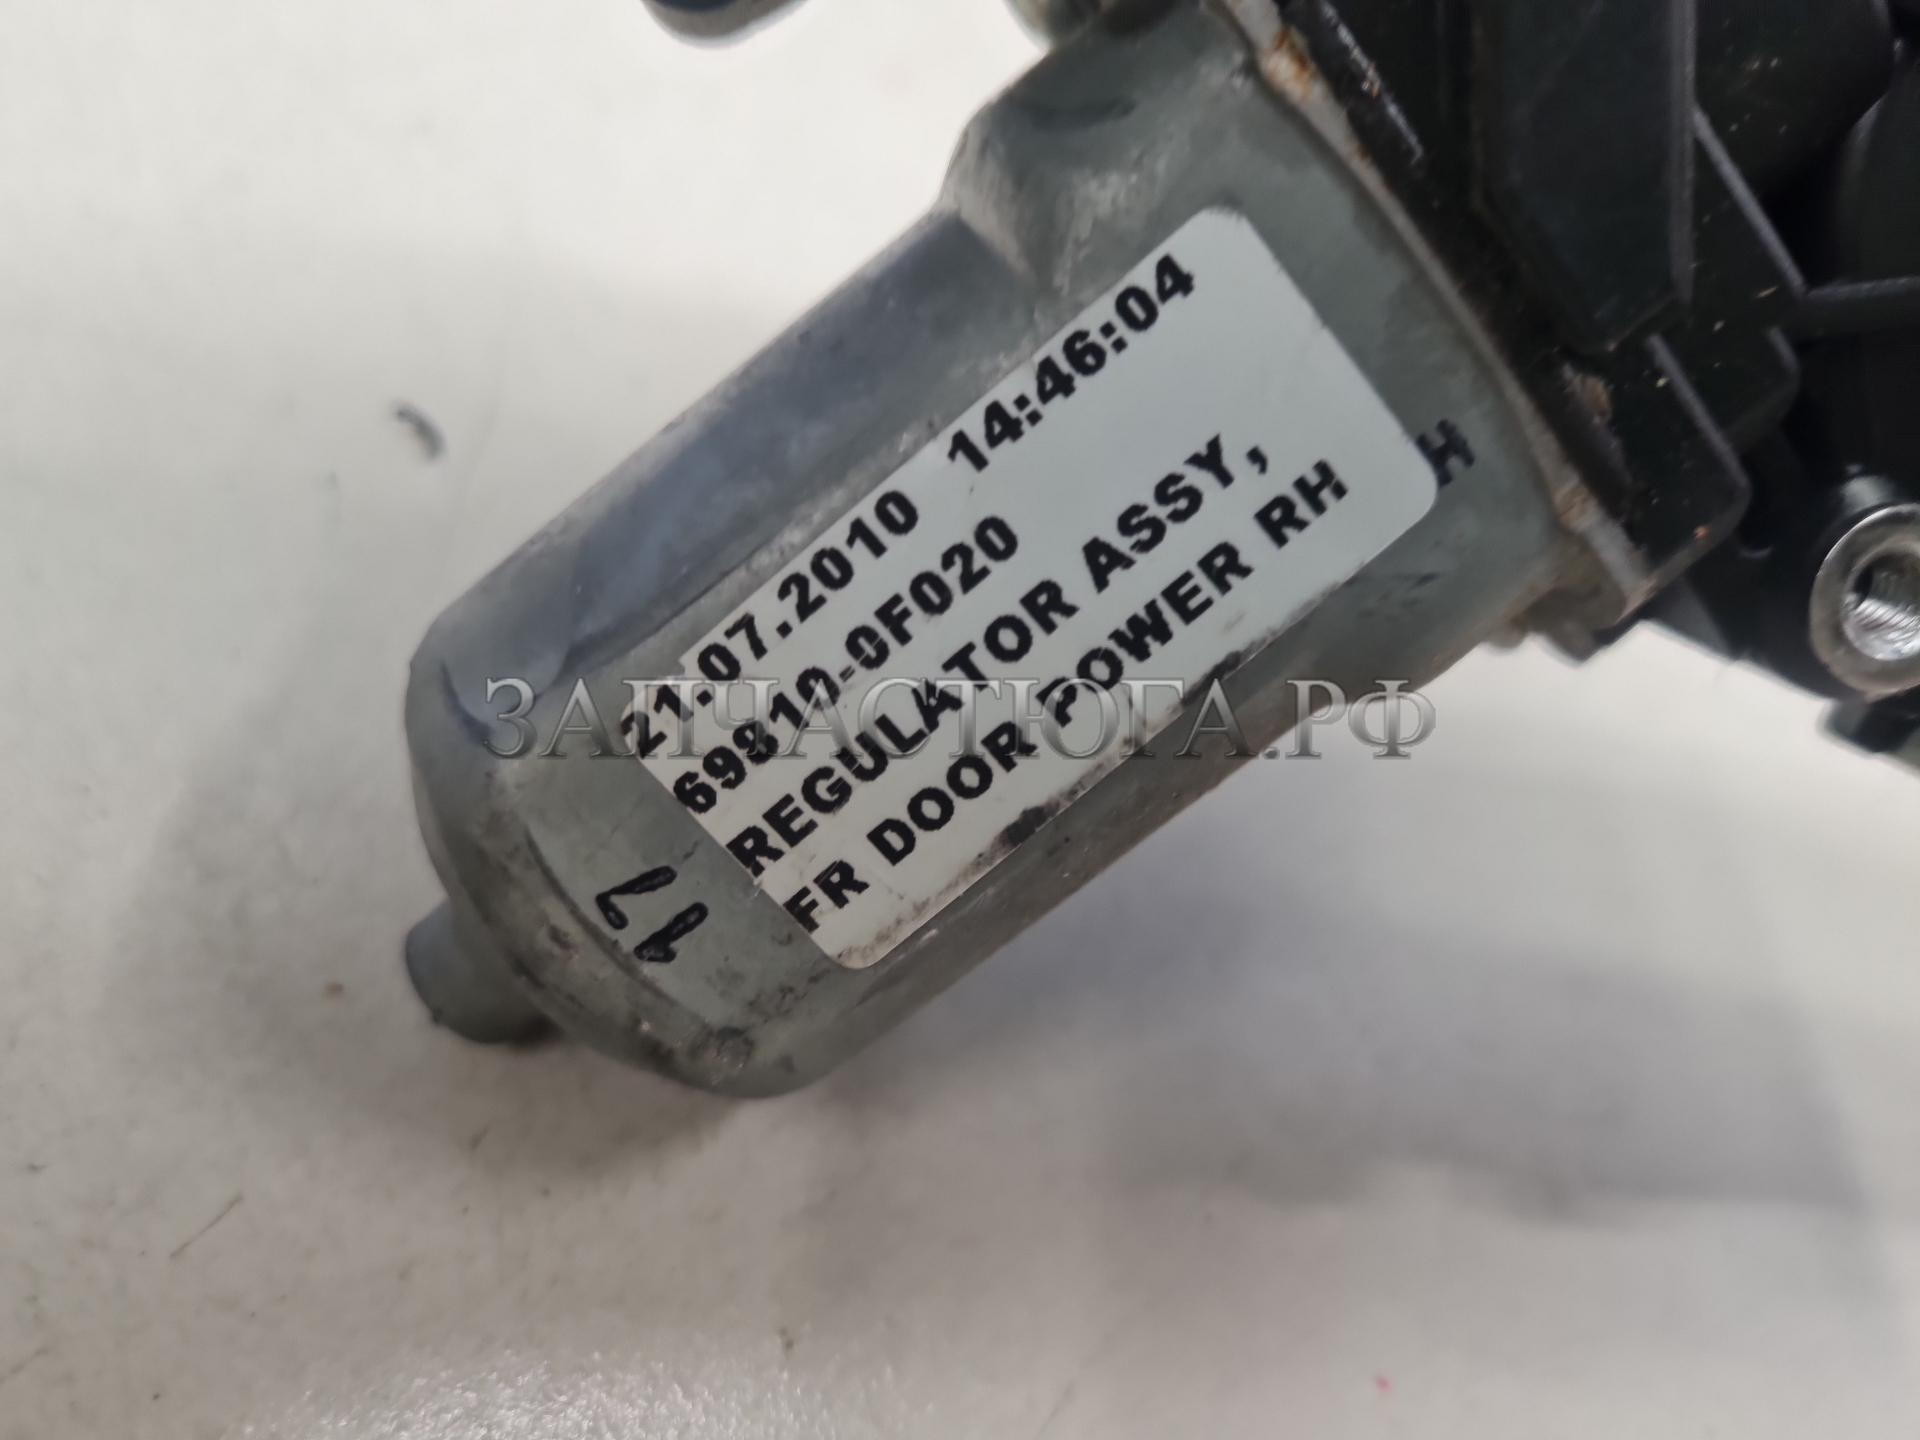 21.07.2010 14:46:04
69810-0F020
REGULATOR ASSY,
FR DOOR POWER RH
H
ЗАПЧАСТЮГА.РФ